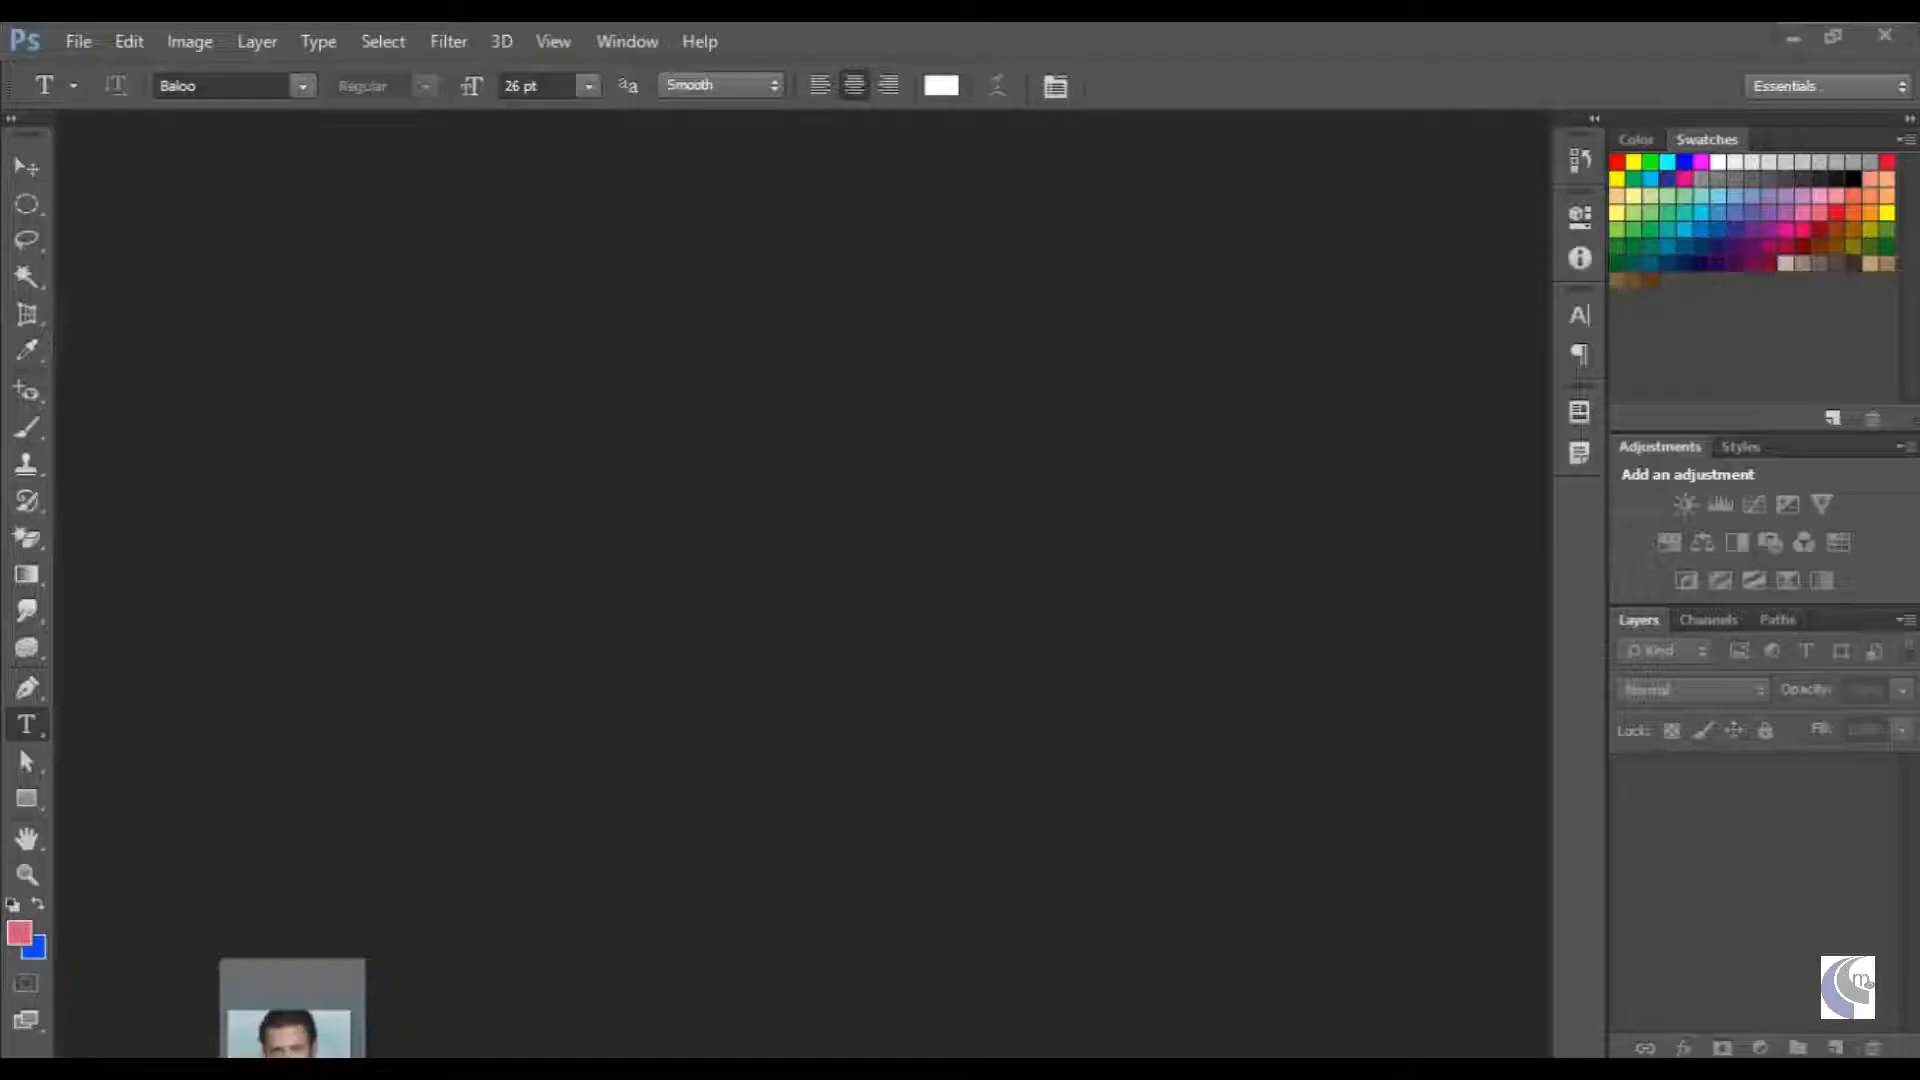 Ps File Edit Image Layer Type Select Filter 3D View Window Help
T Baloo Regular 26 pt aa Smooth Essentials
Color Swatches
Adjustments Styles
Add an adjustment
Layers Channels Paths
Kind
Normal Opacity:
Lock: Fill: